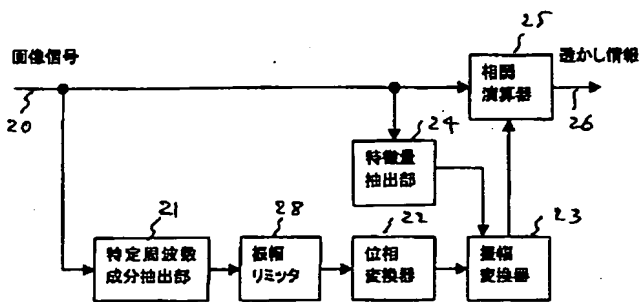 画像信号
20
25
相関
演算器
透かし情報
26
24
特徴量
抽出部
21
特定周波数
成分抽出部
28
振幅
リミッタ
22
位相
変換器
23
振幅
変換器